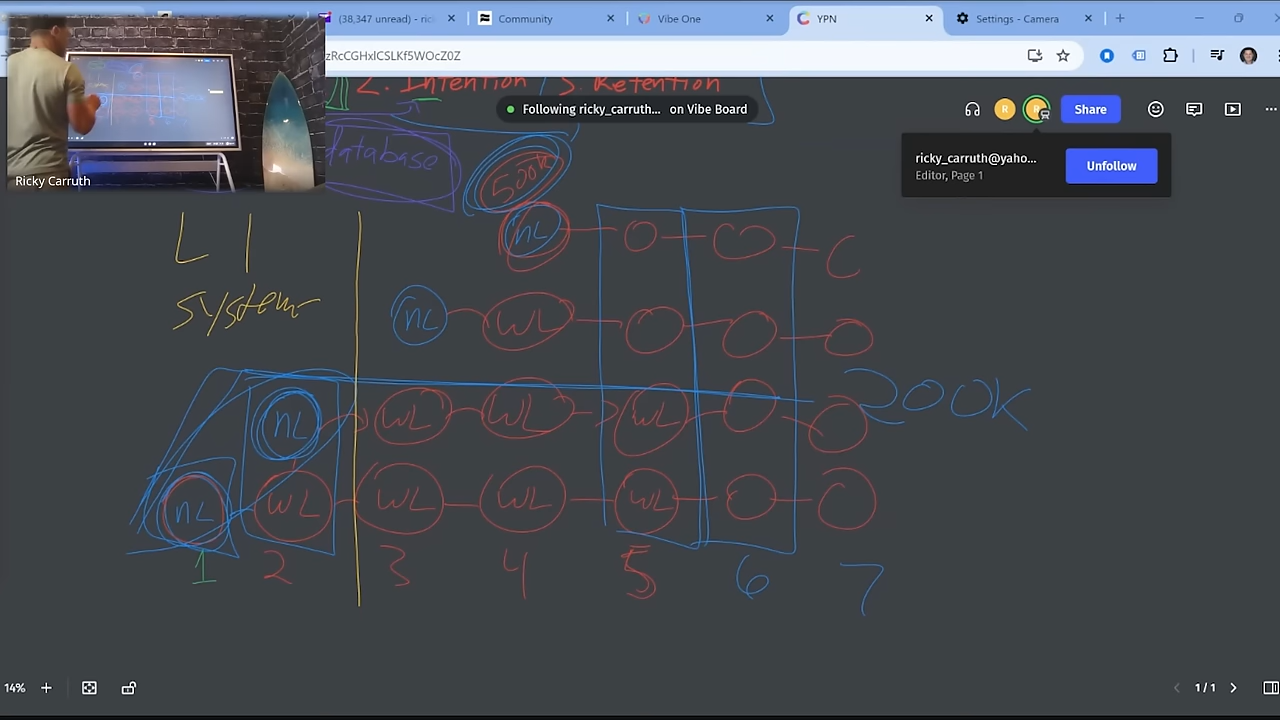 (38,347 unread) - ric
Community
Vibe One
YPN
Settings - Camera
zRcCGHxICSLKf5WOcZ0Z
2. Intention 3. Retention
Following ricky_carruth... on Vibe Board
Share
ricky_carruth@yaho...
Editor, Page 1
Unfollow
Ricky Carruth
database
500K
nL
L1
system
nL WL
200K
nL WL WL WL
nL WL WL WL WL
1 2 3 4 5 6 7
14%
1/1